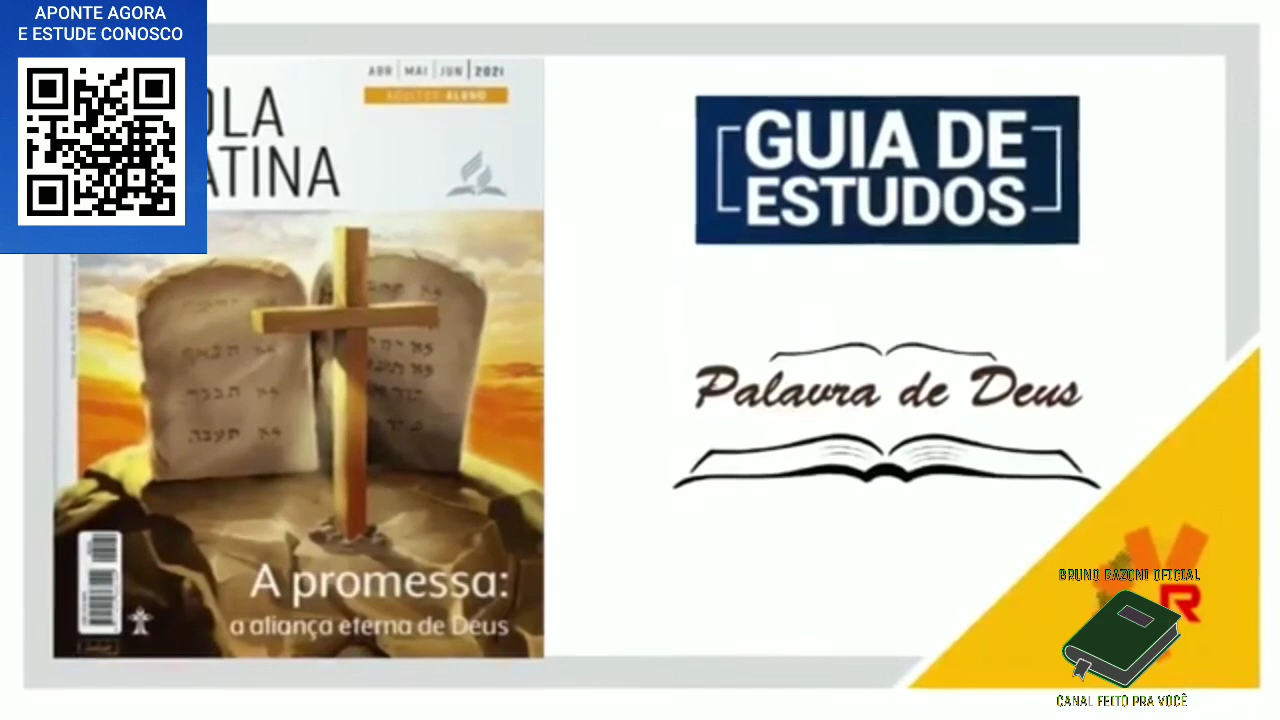 APONTE AGORA
E ESTUDE CONOSCO
OLA
ATINA
ABR | MAI | JUN | 2021
ADULTOS ALUNO
GUIA DE
ESTUDOS
Palavra de Deus
A promessa:
a aliança eterna de Deus
BRUNO RAZONI OFICIAL
R
CANAL FEITO PRA VOCÊ